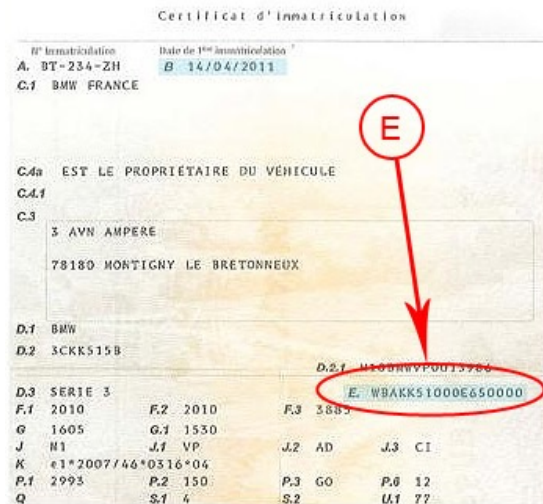 Certificat d'immatriculation
N° Immatriculation Date de 1ère immatriculation
A. BT-234-ZH B 14/04/2011
C.1 BMW FRANCE
E
C.4a EST LE PROPRIÉTAIRE DU VÉHICULE
C.4.1
C.3
3 AVN AMPERE
78180 MONTIGNY LE BRETONNEUX
D.1 BMW
D.2 3CKK515B
D.2.1
D.3 SERIE 3 E. WBAKK51000E650000
F.1 2010 F.2 2010 F.3 3885
G 1605 G.1 1530
J M1 J.1 VP J.2 AD J.3 CI
K e1*2007/46*0316*04
P.1 2993 P.2 150 P.3 GO P.6 12
Q S.1 4 S.2 U.1 77